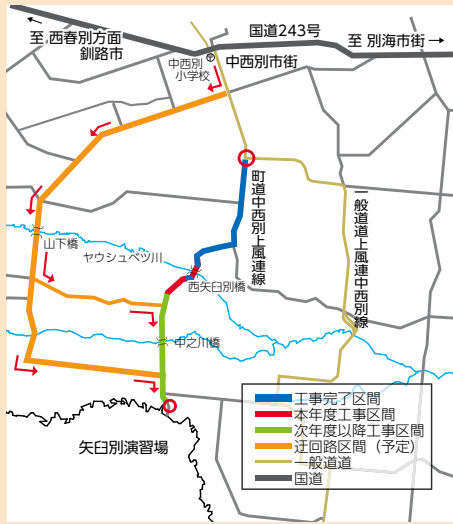 国道243号
至 西春別方面
釧路市
至 別海市街
中西別
小学校
中西別市街
町道中西別上風連線
一般道道上風連中西別線
山下橋
ヤウシュベツ川
西矢臼別橋
中之川橋
矢臼別演習場
工事完了区間
本年度工事区間
次年度以降工事区間
迂回路区間（予定）
一般道道
国道